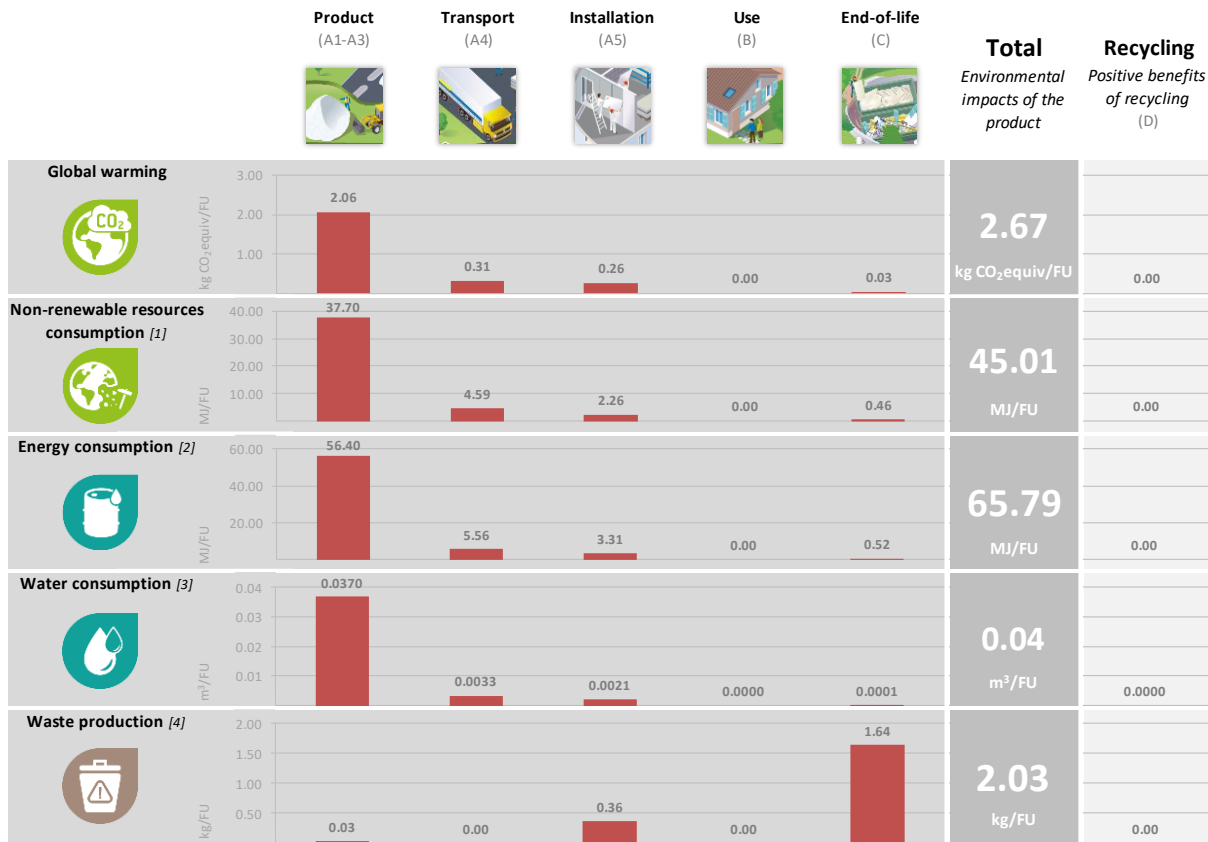 Product
(A1-A3)
Transport
(A4)
Installation
(A5)
Use
(B)
End-of-life
(C)
Total
Environmental
impacts of the
product
Recycling
Positive benefits
of recycling
(D)
Global warming
CO₂
kg CO₂equiv/FU
3.00
2.00
1.00
2.06
0.31
0.26
0.00
0.03
2.67
kg CO₂equiv/FU
0.00
Non-renewable resources
consumption [1]
MJ/FU
40.00
30.00
20.00
10.00
37.70
4.59
2.26
0.00
0.46
45.01
MJ/FU
0.00
Energy consumption [2]
MJ/FU
60.00
40.00
20.00
56.40
5.56
3.31
0.00
0.52
65.79
MJ/FU
0.00
Water consumption [3]
m³/FU
0.04
0.03
0.02
0.01
0.0370
0.0033
0.0021
0.0000
0.0001
0.04
m³/FU
0.0000
Waste production [4]
kg/FU
2.00
1.50
1.00
0.50
0.03
0.00
0.36
0.00
1.64
2.03
kg/FU
0.00